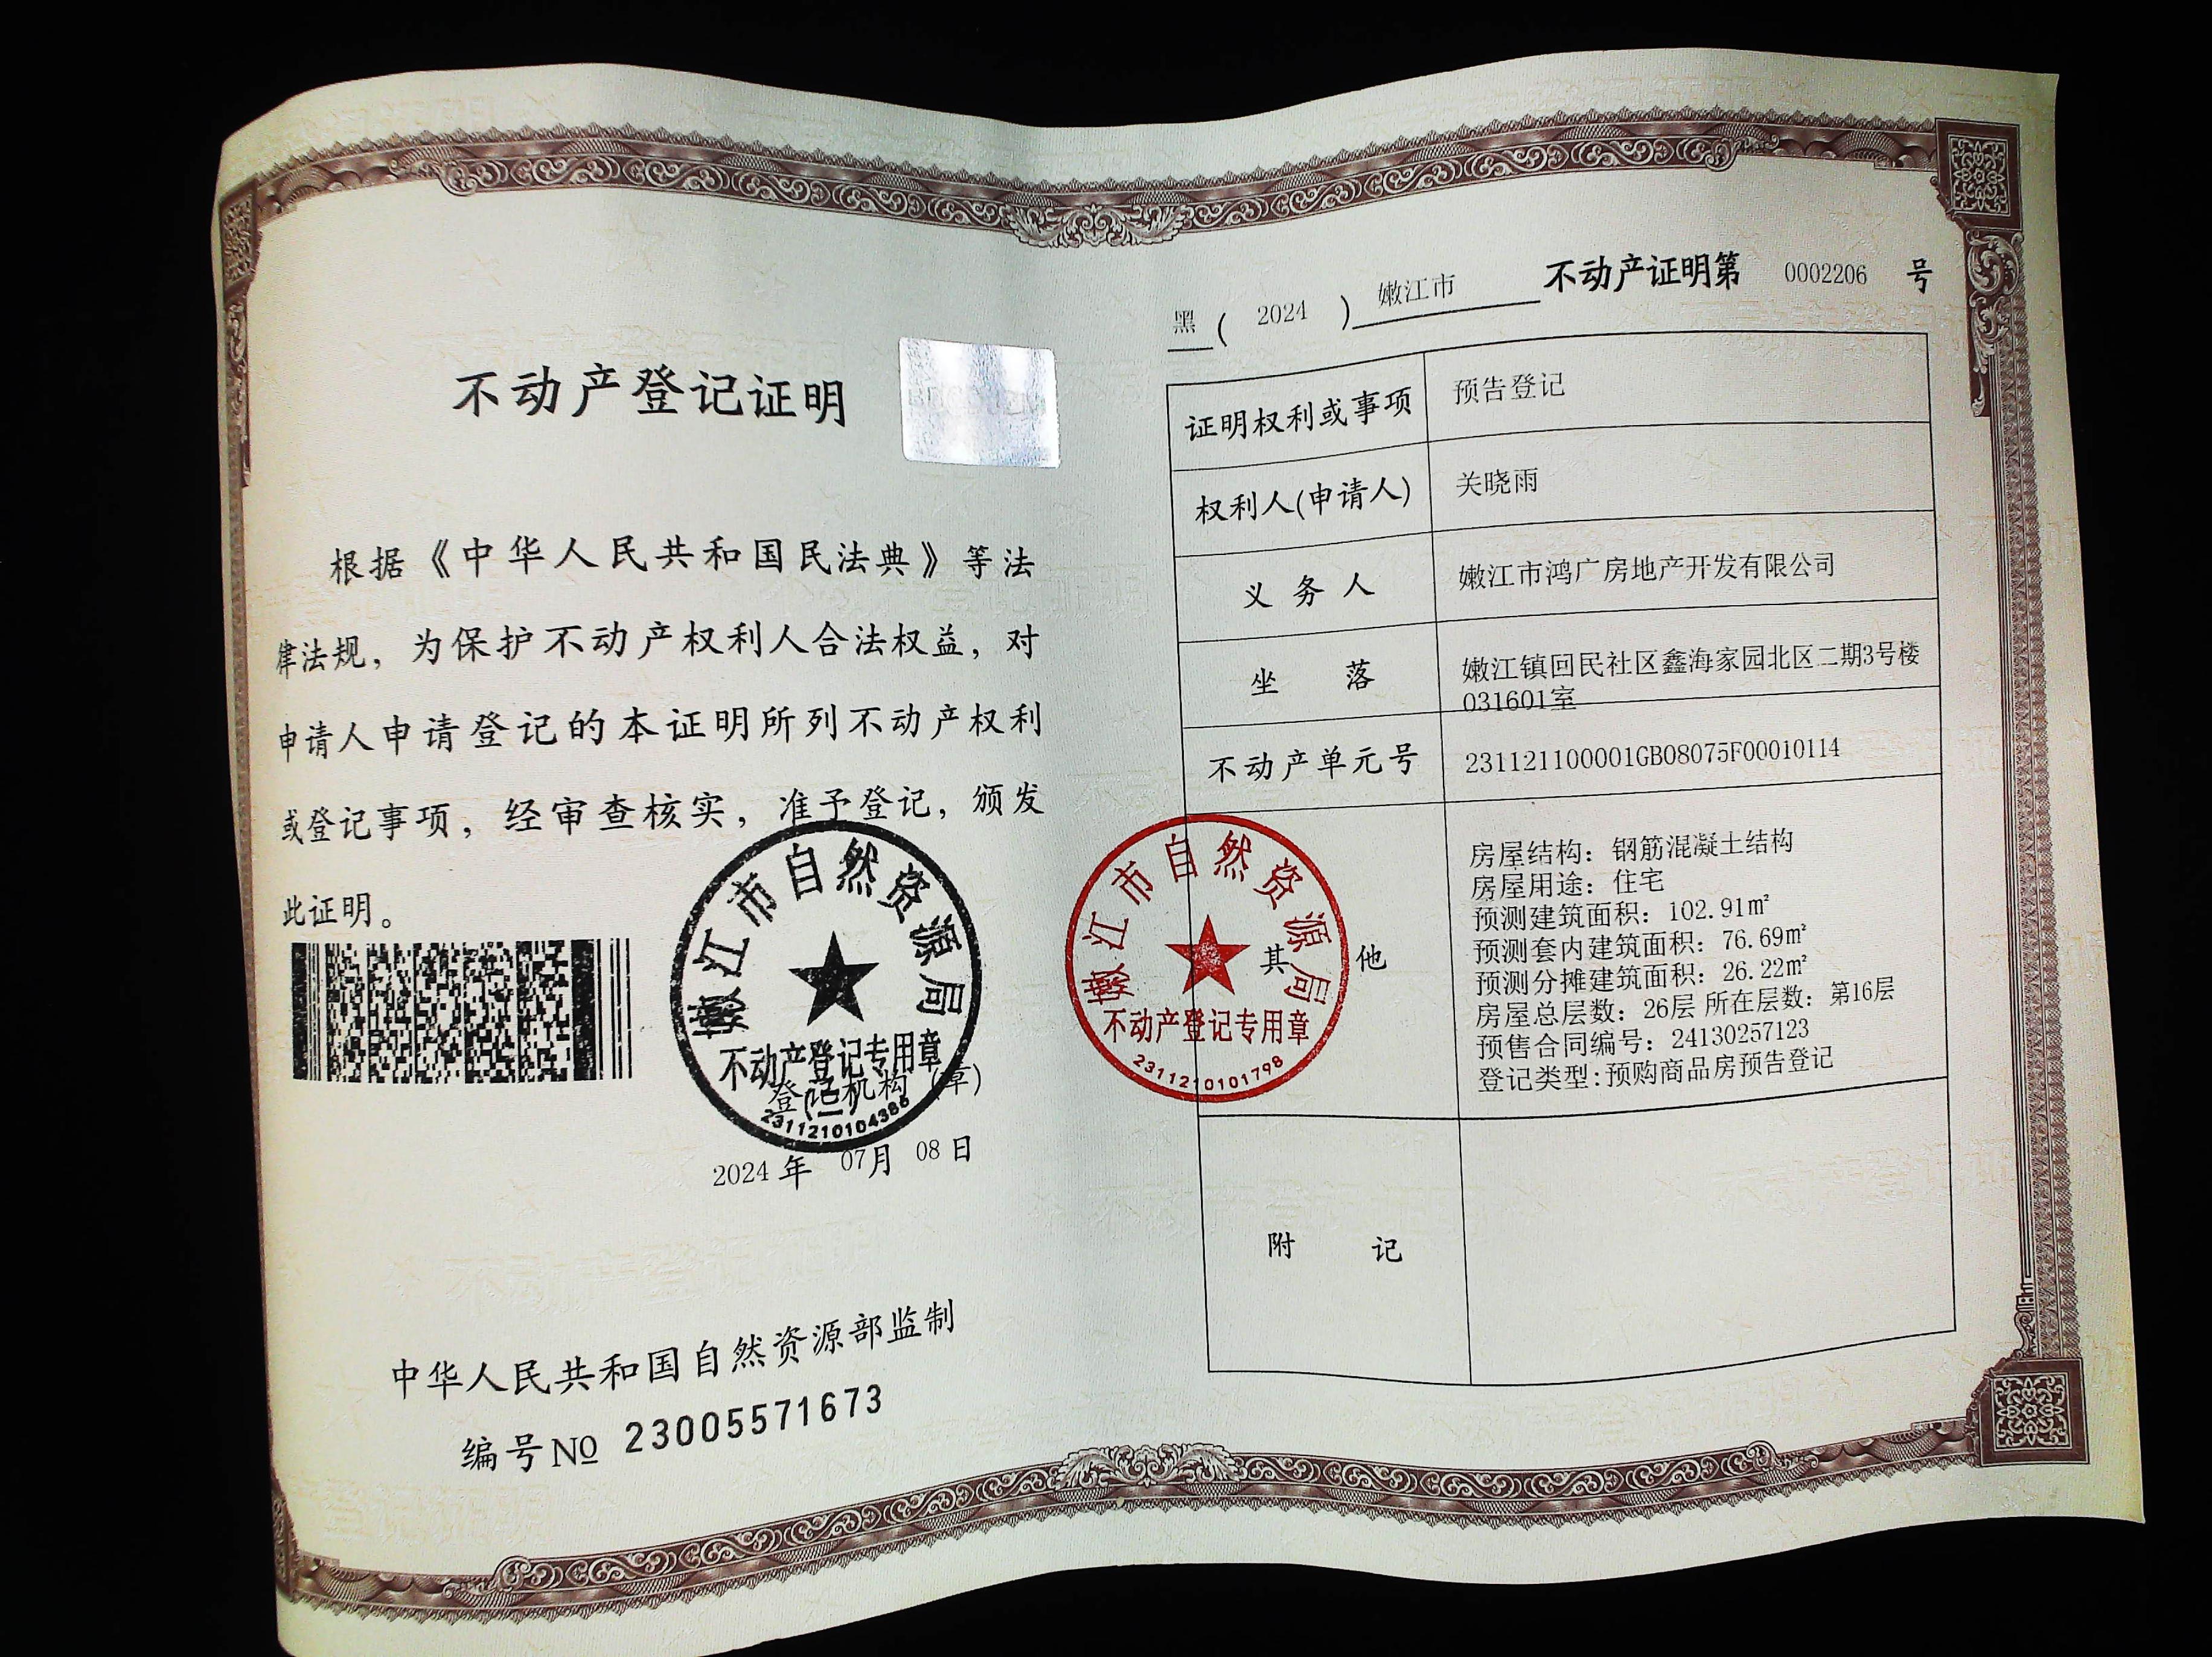 不动产登记证明
根据《中华人民共和国民法典》等法
律法规，为保护不动产权利人合法权益，对
申请人申请登记的本证明所列不动产权利
或登记事项，经审查核实，准予登记，颁发
此证明。
嫩江市自然资源局
不动产登记专用章
(二)
2311210104386
登记机构（章）
2024 年 07月 08 日
中华人民共和国自然资源部监制
编号№ 23005571673
黑 ( 2024 ) 嫩江市 不动产证明第 0002206 号
证明权利或事项 预告登记
权利人(申请人) 关晓雨
义务人 嫩江市鸿广房地产开发有限公司
坐落 嫩江镇回民社区鑫海家园北区二期3号楼
031601室
不动产单元号 231121100001GB08075F00010114
其他
房屋结构：钢筋混凝土结构
房屋用途：住宅
预测建筑面积：102.91㎡
预测套内建筑面积：76.69㎡
预测分摊建筑面积：26.22㎡
房屋总层数：26层 所在层数：第16层
预售合同编号：24130257123
登记类型:预购商品房预告登记
嫩江市自然资源局
不动产登记专用章
2311210101798
附记